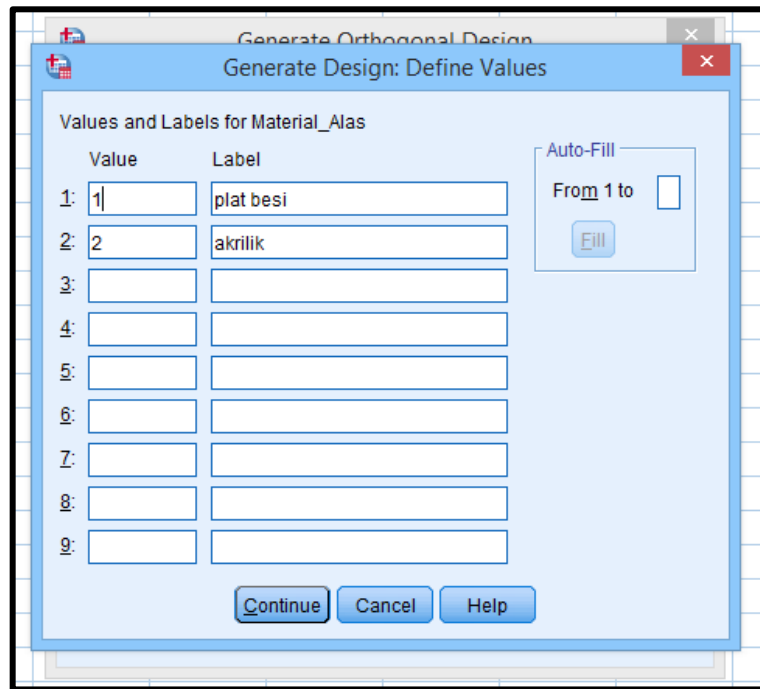 Generate Orthogonal Design
Generate Design: Define Values
Values and Labels for Material_Alas
Value Label
1: 1 plat besi
2: 2 akrilik
3:
4:
5:
6:
7:
8:
9:
Auto-Fill
From 1 to
Fill
Continue Cancel Help